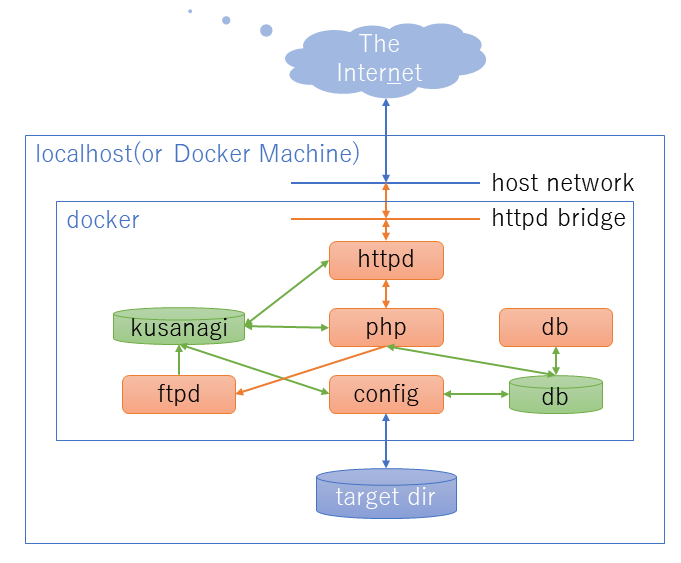 The
Internet
localhost(or Docker Machine)
host network
docker
httpd bridge
httpd
kusanagi
php
db
ftpd
config
db
target dir